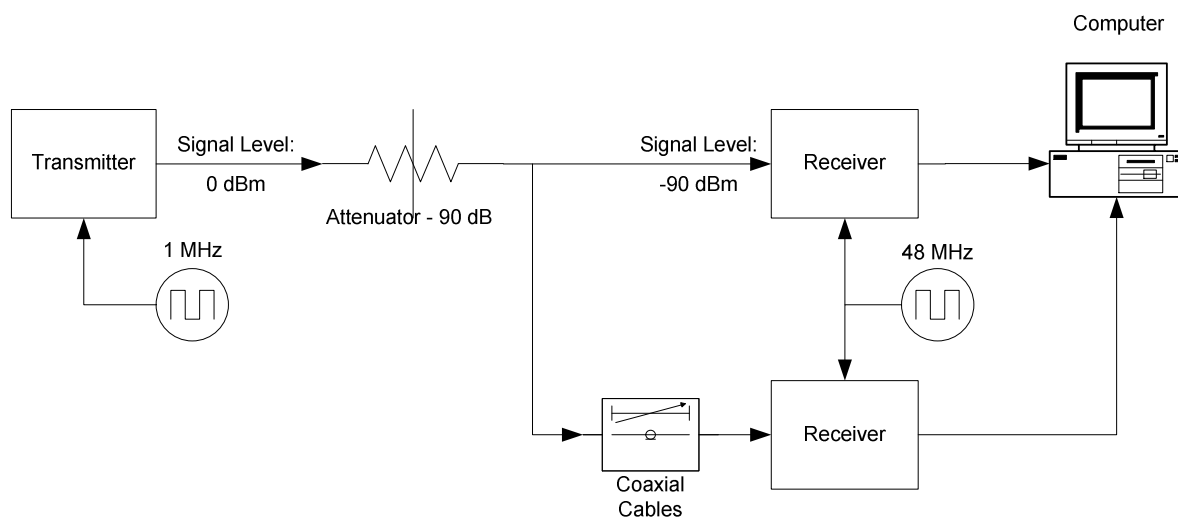 Computer
Transmitter
Signal Level:
0 dBm
Attenuator - 90 dB
Signal Level:
-90 dBm
Receiver
1 MHz
48 MHz
Receiver
Coaxial
Cables